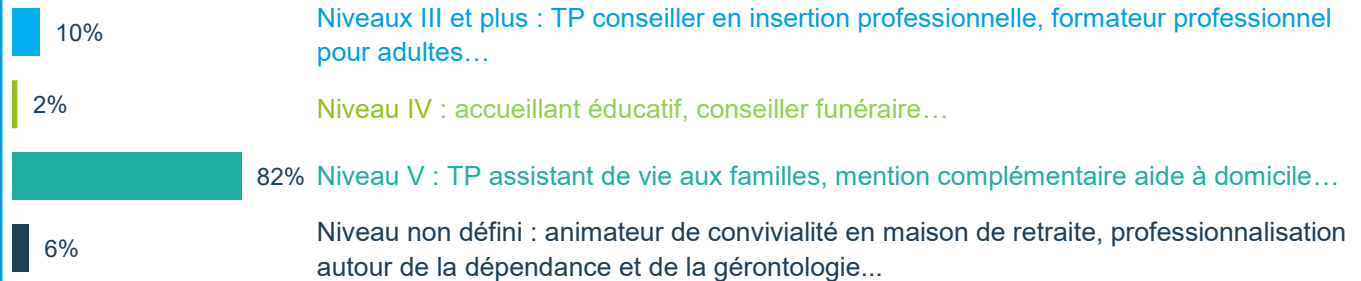 10%
Niveaux III et plus : TP conseiller en insertion professionnelle, formateur professionnel
pour adultes…
2%
Niveau IV : accueillant éducatif, conseiller funéraire…
82% Niveau V : TP assistant de vie aux familles, mention complémentaire aide à domicile…
6%
Niveau non défini : animateur de convivialité en maison de retraite, professionnalisation
autour de la dépendance et de la gérontologie...